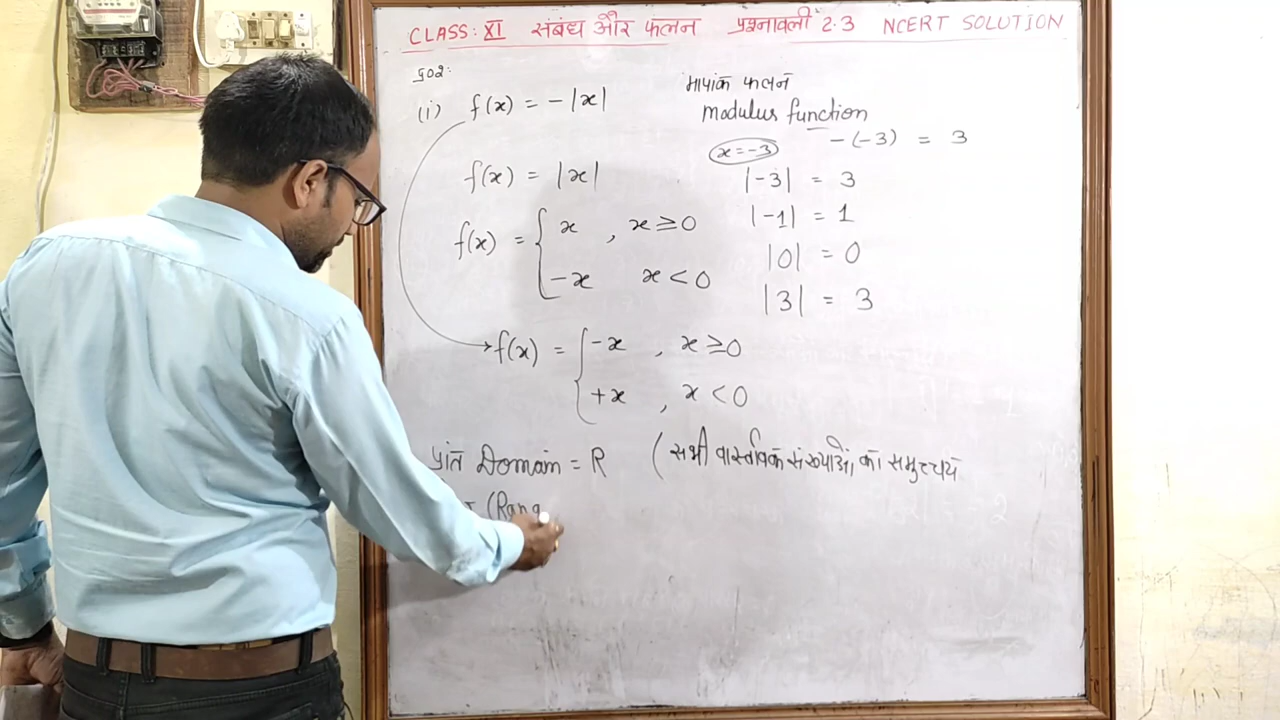 CLASS: XI संबंध और फलन प्रश्नावली 2.3 NCERT SOLUTION
प्र02:
(i) f(x) = -|x|
मापांक फलन
modulus function
x = -3
-(-3) = 3
f(x) = |x|
|-3| = 3
|-1| = 1
|0| = 0
|3| = 3
f(x) = { x , x ≥ 0
-x x < 0
f(x) = { -x , x ≥ 0
+x , x < 0
प्रांत Domain = R (सभी वास्तविक संख्याओं का समुच्चय
(Rang